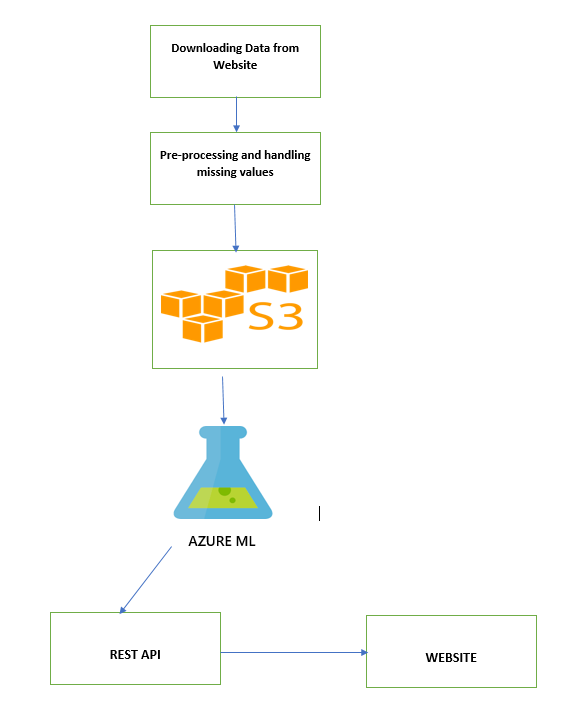 Downloading Data from
Website
Pre-processing and handling
missing values
S3
AZURE ML
REST API
WEBSITE